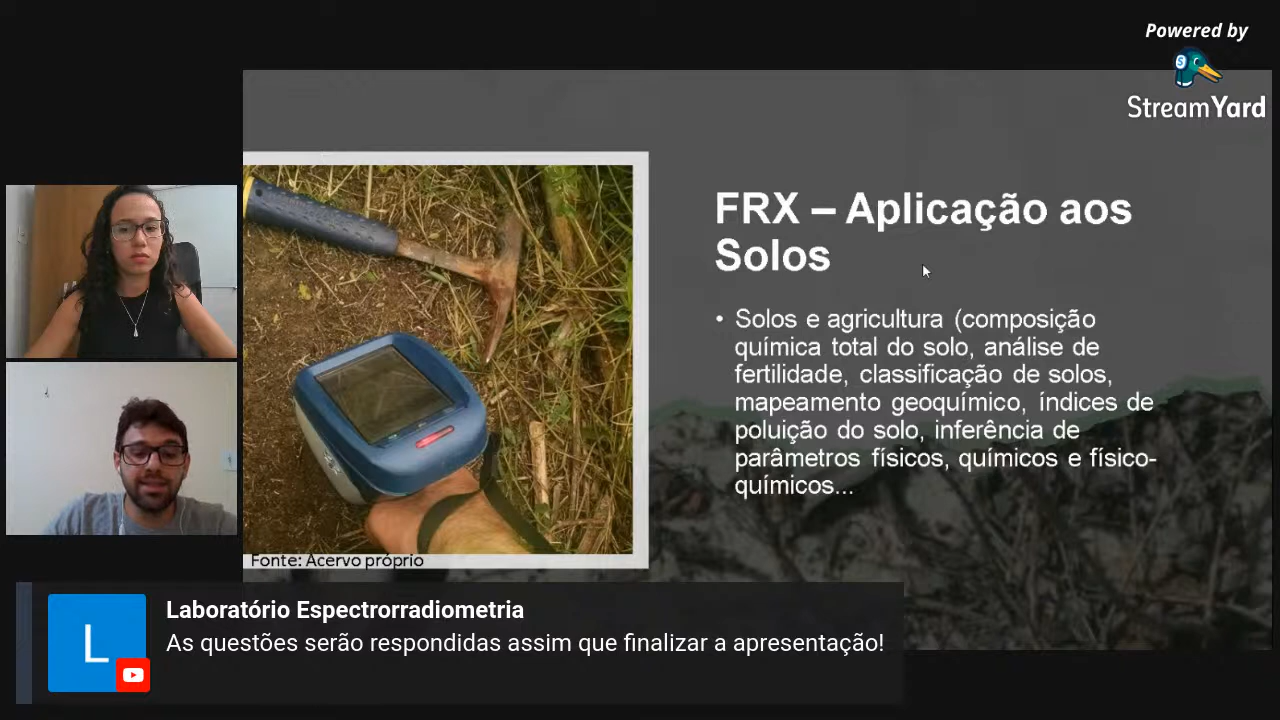 Powered by
StreamYard
FRX – Aplicação aos
Solos
• Solos e agricultura (composição
química total do solo, análise de
fertilidade, classificação de solos,
mapeamento geoquímico, índices de
poluição do solo, inferência de
parâmetros físicos, químicos e físico-
químicos...
Fonte: Acervo próprio
L
Laboratório Espectrorradiometria
As questões serão respondidas assim que finalizar a apresentação!